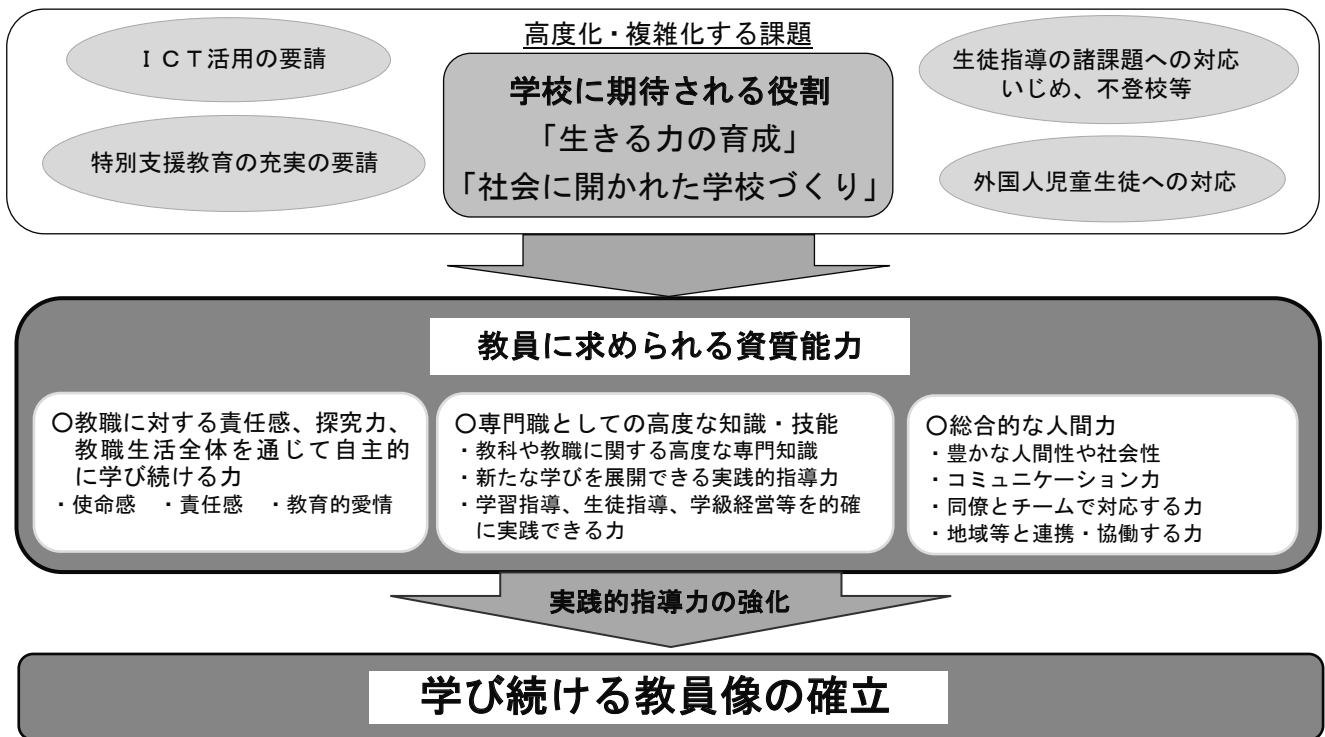 高度化・複雑化する課題
ＩＣＴ活用の要請
特別支援教育の充実の要請
学校に期待される役割
「生きる力の育成」
「社会に開かれた学校づくり」
生徒指導の諸課題への対応
いじめ、不登校等
外国人児童生徒への対応
教員に求められる資質能力
〇教職に対する責任感、探究力、
教職生活全体を通じて自主的
に学び続ける力
・使命感　・責任感　・教育的愛情
〇専門職としての高度な知識・技能
・教科や教職に関する高度な専門知識
・新たな学びを展開できる実践的指導力
・学習指導、生徒指導、学級経営等を的確
に実践できる力
〇総合的な人間力
・豊かな人間性や社会性
・コミュニケーション力
・同僚とチームで対応する力
・地域等と連携・協働する力
実践的指導力の強化
学び続ける教員像の確立